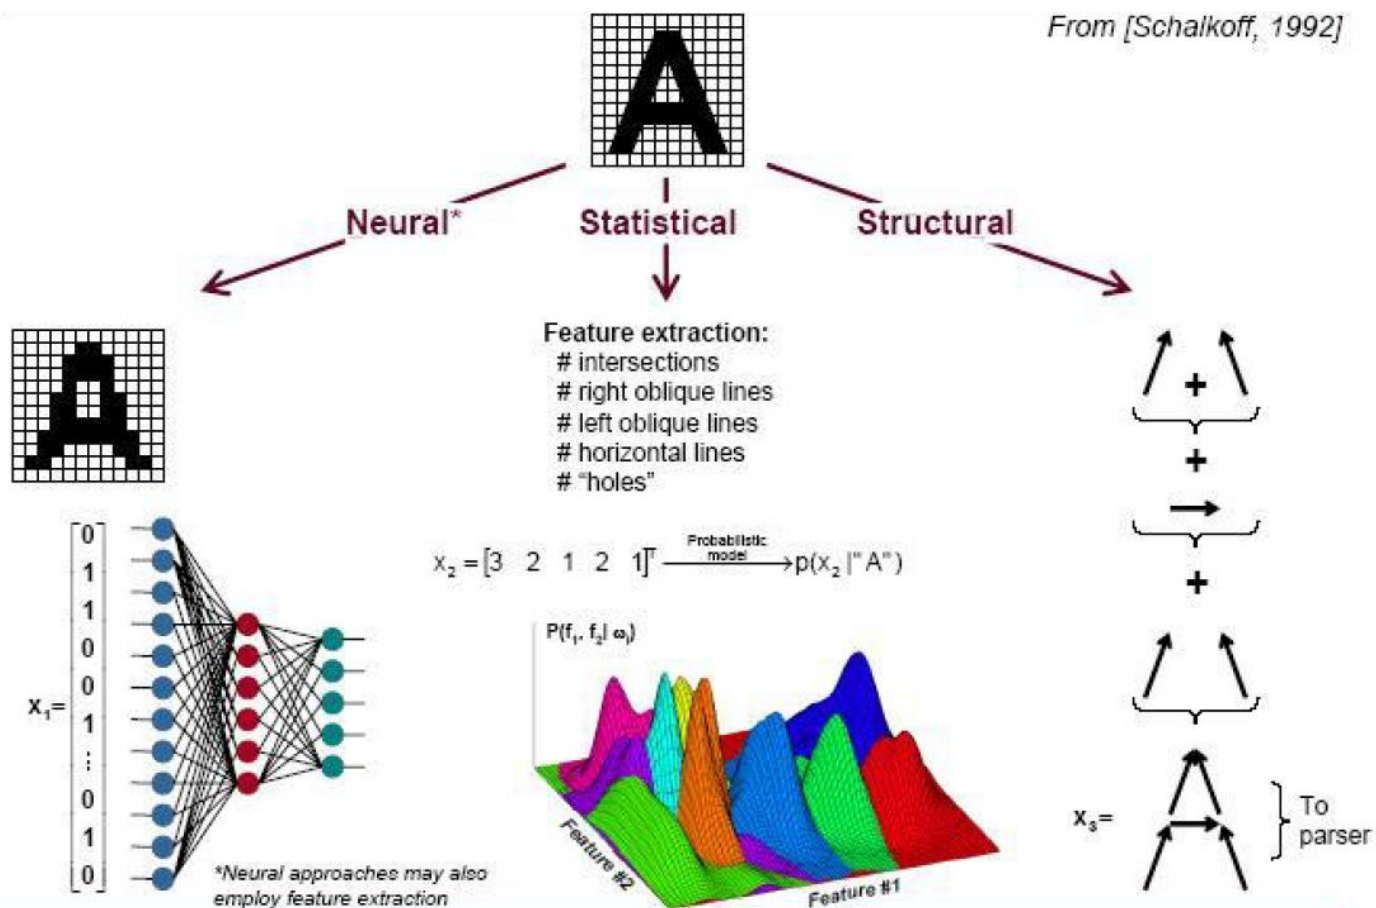 From [Schalkoff, 1992]
Neural*
Statistical
Structural
Feature extraction:
# intersections
# right oblique lines
# left oblique lines
# horizontal lines
# “holes”
+
+
+
x₁=
0
1
1
0
0
1
⋮
0
1
0
*Neural approaches may also
employ feature extraction
x₂ = [3 2 1 2 1]ᵀ
Probabilistic
model
p(x₂ |" A")
P(f₁, f₂| ωᵢ)
Feature #2
Feature #1
x₃=
To
parser